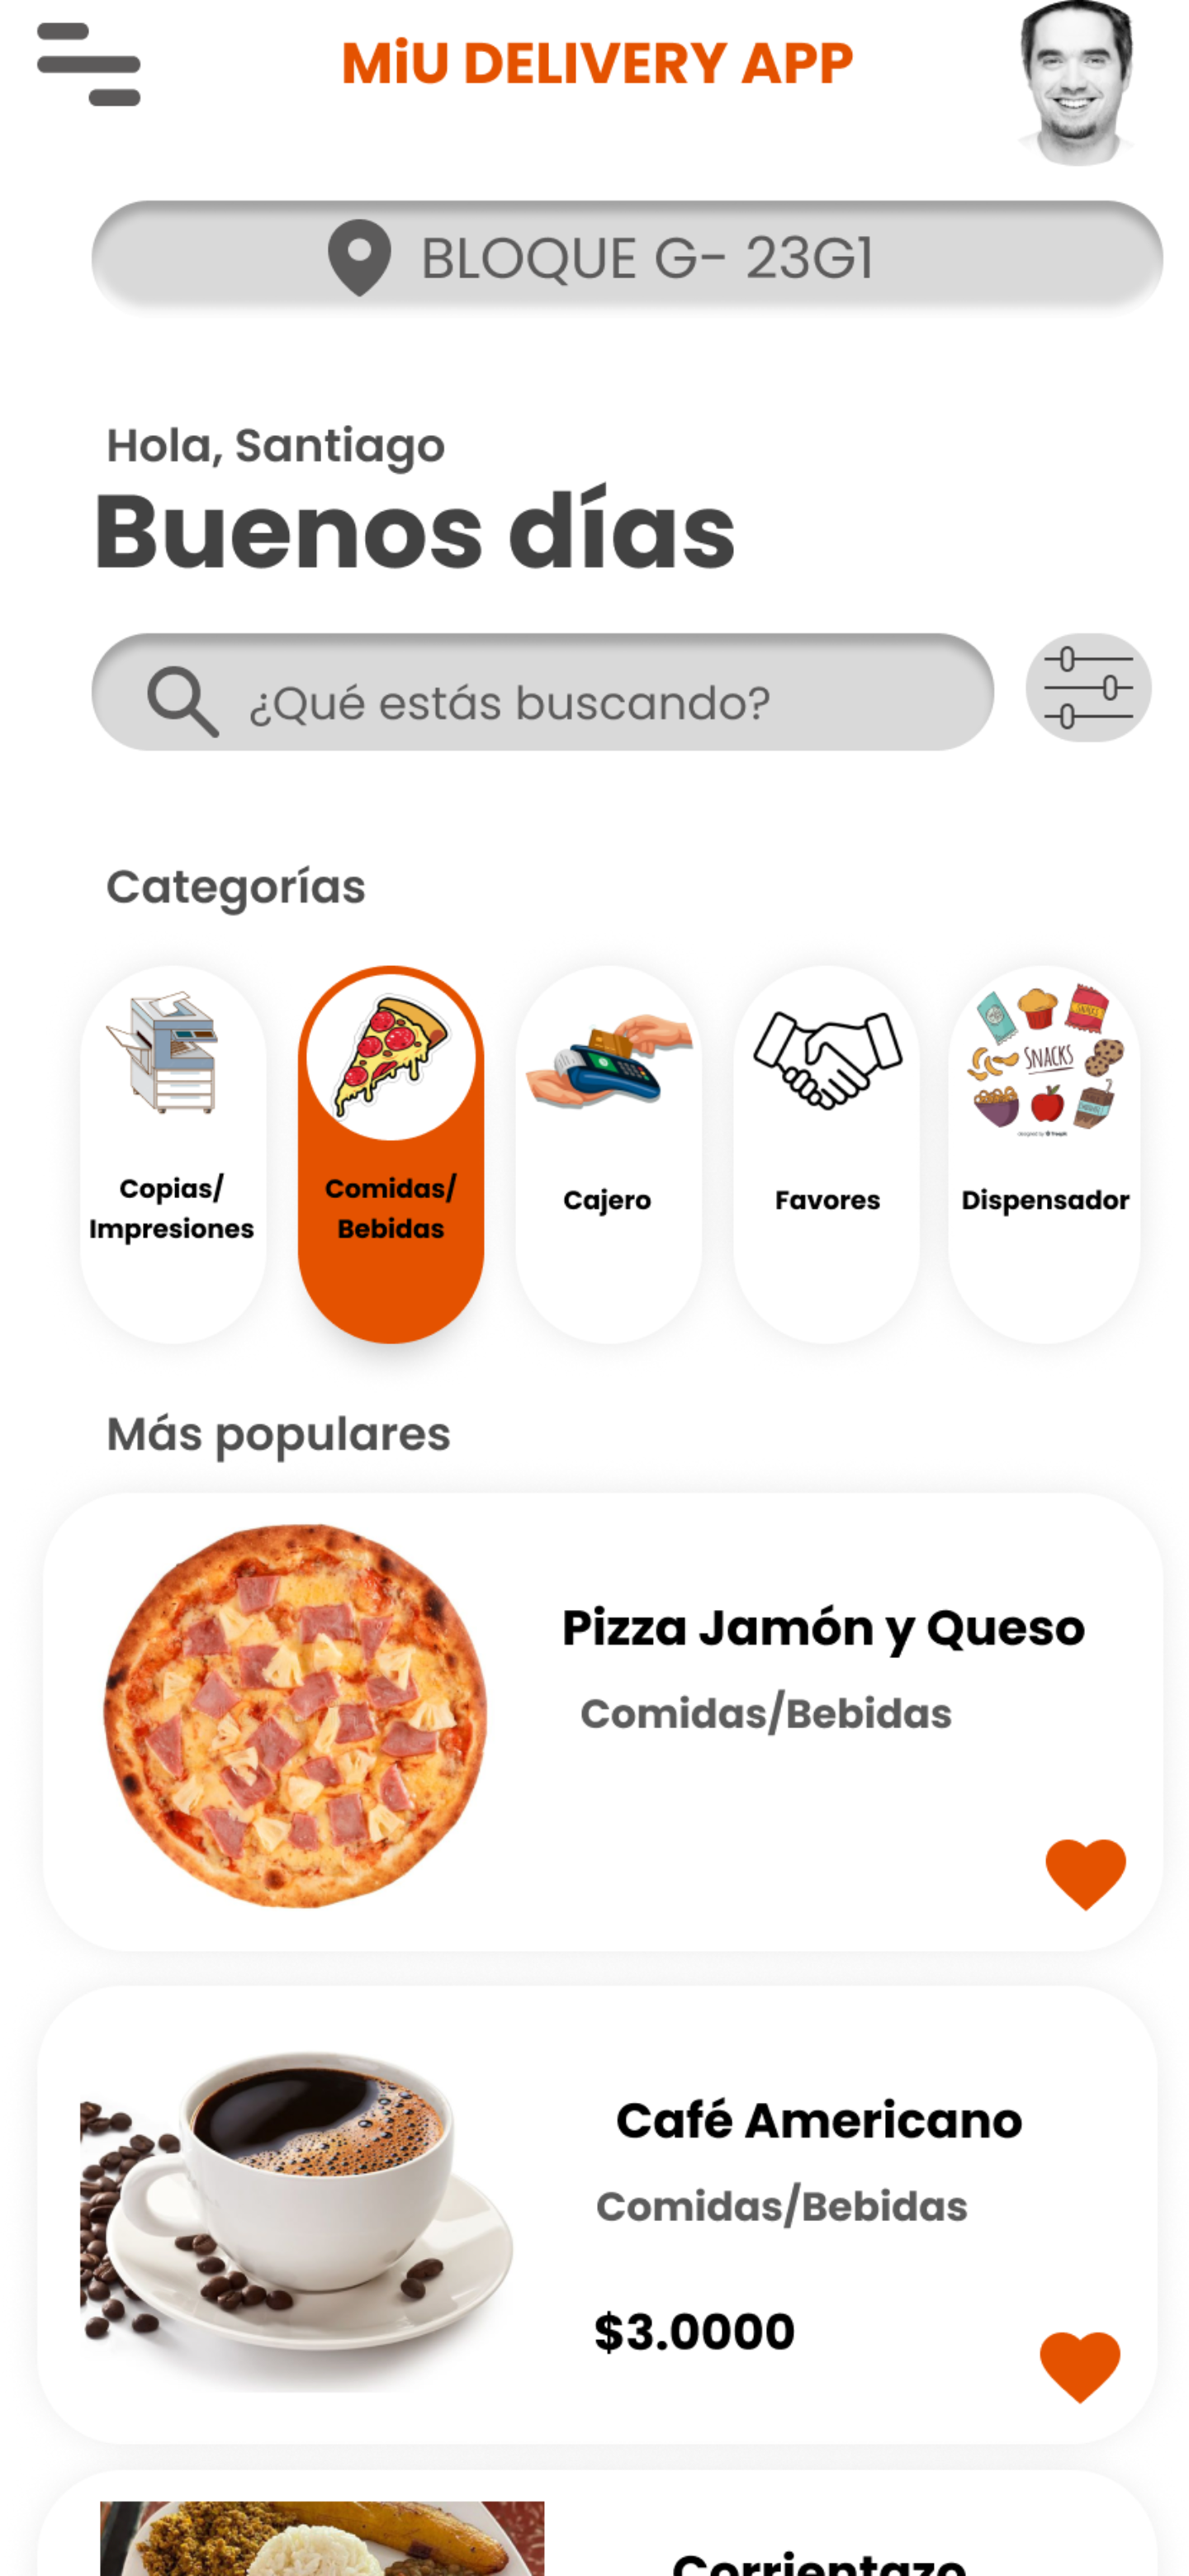 MiU DELIVERY APP
BLOQUE G- 23G1
Hola, Santiago
Buenos días
¿Qué estás buscando?
Categorías
SNACKS
Copias/
Impresiones
Comidas/
Bebidas
Cajero
Favores
Dispensador
Más populares
Pizza Jamón y Queso
Comidas/Bebidas
Café Americano
Comidas/Bebidas
$3.0000
Corrientazo